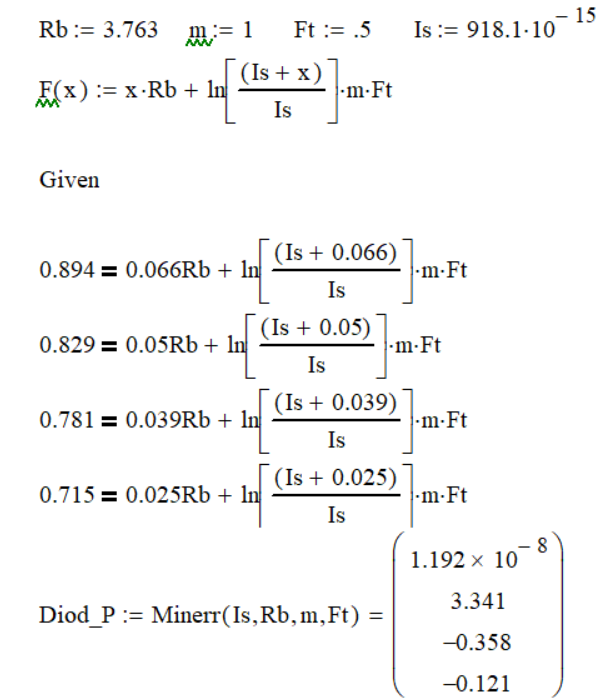 Rb := 3.763 m := 1 Ft := .5 Is := 918.1·10^{-15}
F(x) := x·Rb + ln[(Is + x)/Is]·m·Ft
Given
0.894 = 0.066Rb + ln[(Is + 0.066)/Is]·m·Ft
0.829 = 0.05Rb + ln[(Is + 0.05)/Is]·m·Ft
0.781 = 0.039Rb + ln[(Is + 0.039)/Is]·m·Ft
0.715 = 0.025Rb + ln[(Is + 0.025)/Is]·m·Ft
Diod_P := Minerr(Is,Rb,m,Ft) =
1.192 × 10^{-8}
3.341
−0.358
−0.121